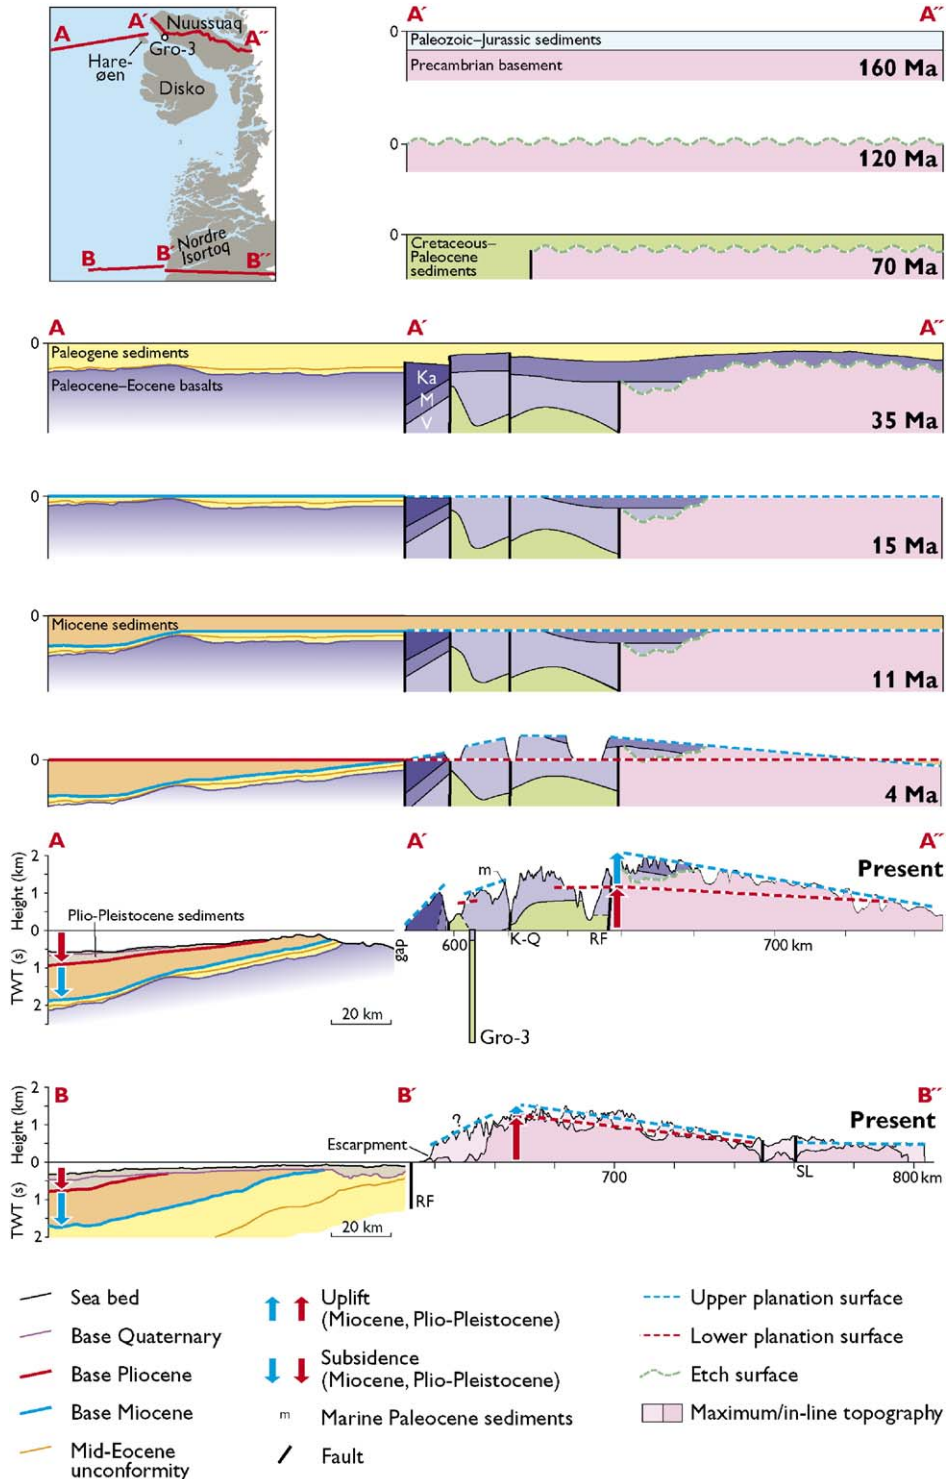 A
A´
Nuussuaq
A˝
Gro-3
Hare-
øen
Disko
Nordre
Isortoq
B
B´
B˝
A´
A˝
0
Paleozoic–Jurassic sediments
Precambrian basement
160 Ma
0
120 Ma
0
Cretaceous–
Paleocene
sediments
70 Ma
A
A´
A˝
0
Paleogene sediments
Paleocene–Eocene basalts
Ka
M
V
35 Ma
0
15 Ma
0
Miocene sediments
11 Ma
0
4 Ma
A
A´
A˝
Present
Height (km)
2
1
0
TWT (s)
1
2
Plio-Pleistocene sediments
20 km
gap
m
600
K-Q
RF
700 km
Gro-3
B
B´
B˝
Present
Height (km)
2
1
0
TWT (s)
1
2
Escarpment
?
RF
20 km
700
SL
800 km
Sea bed
Base Quaternary
Base Pliocene
Base Miocene
Mid-Eocene
unconformity
Uplift
(Miocene, Plio-Pleistocene)
Subsidence
(Miocene, Plio-Pleistocene)
m Marine Paleocene sediments
Fault
Upper planation surface
Lower planation surface
Etch surface
Maximum/in-line topography